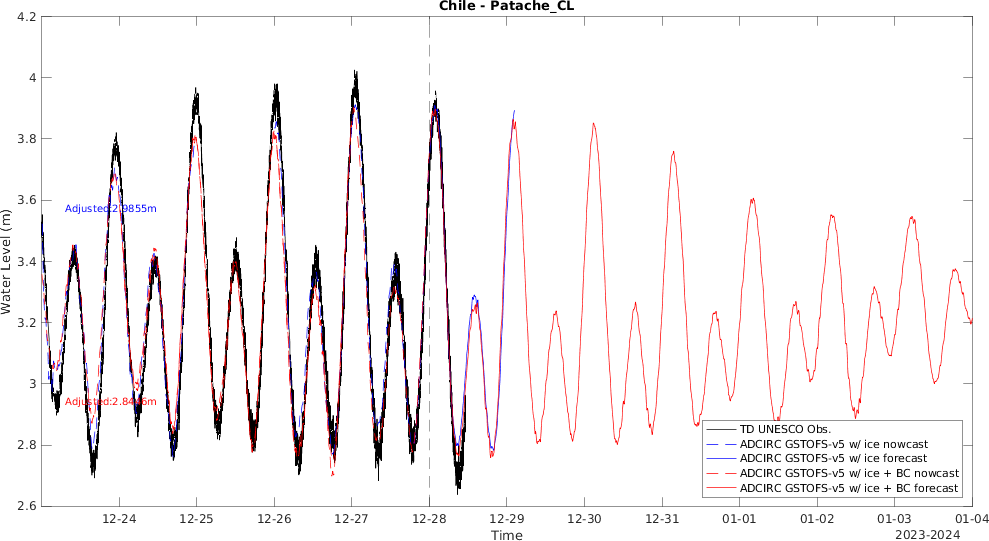 Chile - Patache_CL
4.2
4
3.8
3.6
3.4
3.2
3
2.8
2.6
Water Level (m)
Adjusted:2.9855m
TD UNESCO Obs.
ADCIRC GSTOFS-v5 w/ ice nowcast
ADCIRC GSTOFS-v5 w/ ice forecast
ADCIRC GSTOFS-v5 w/ ice + BC nowcast
ADCIRC GSTOFS-v5 w/ ice + BC forecast
12-24 12-25 12-26 12-27 12-28 12-29 12-30 12-31 01-01 01-02 01-03 01-04
Time
2023-2024